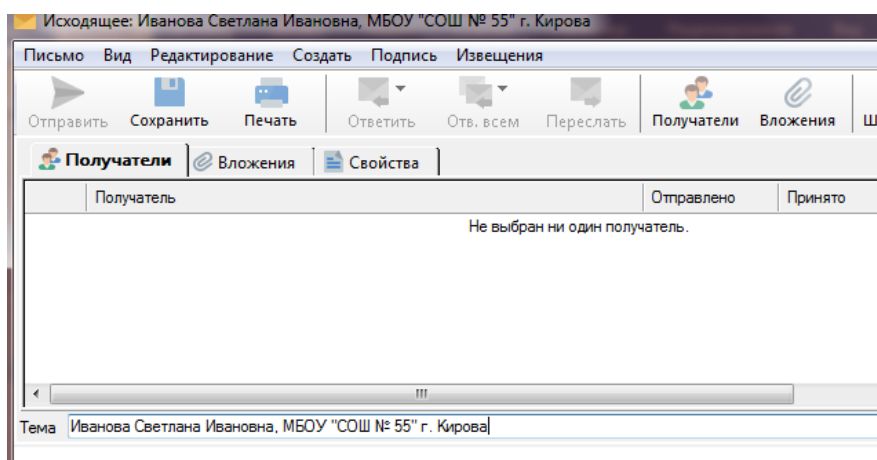 Исходящее: Иванова Светлана Ивановна, МБОУ "СОШ № 55" г. Кирова
Письмо Вид Редактирование Создать Подпись Извещения
Отправить Сохранить Печать Ответить Отв. всем Переслать Получатели Вложения
Получатели Вложения Свойства
Получатель Отправлено Принято
Не выбран ни один получатель.
Тема Иванова Светлана Ивановна, МБОУ "СОШ № 55" г. Кирова